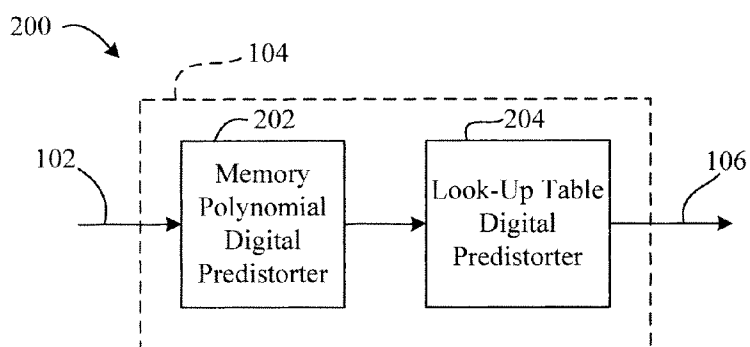 200
104
202
204
102
106
Memory
Polynomial
Digital
Predistorter
Look-Up Table
Digital
Predistorter